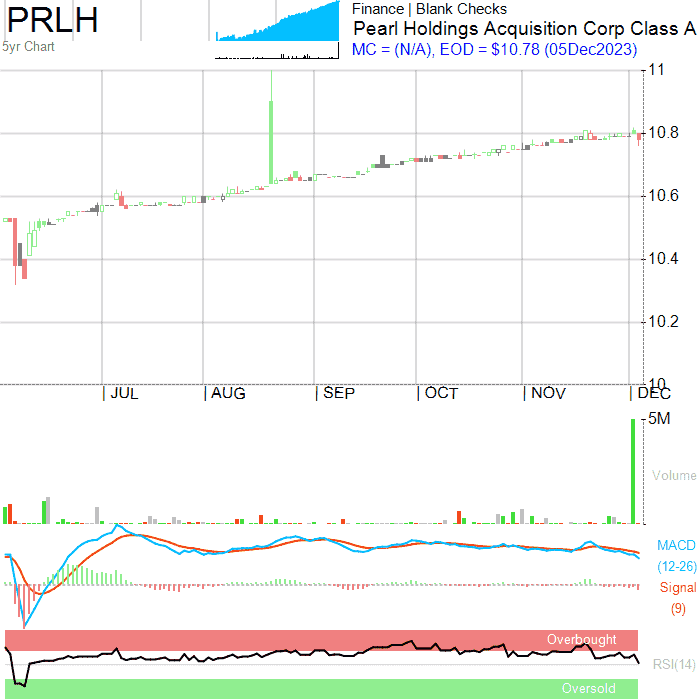 PRLH
5yr Chart
Finance | Blank Checks
Pearl Holdings Acquisition Corp Class A
MC = (N/A), EOD = $10.78 (05Dec2023)
11
10.8
10.6
10.4
10.2
10
| JUL | AUG | SEP | OCT | NOV | DEC
5M
Volume
MACD
(12-26)
Signal
(9)
Overbought
RSI(14)
Oversold